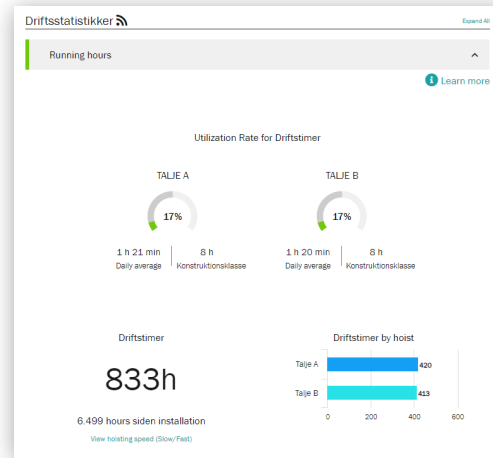 Driftsstatistikker
Expand All
Running hours
Learn more
Utilization Rate for Driftstimer
TALJE A TALJE B
17% 17%
1 h 21 min 8 h 1 h 20 min 8 h
Daily average Konstruktionsklasse Daily average Konstruktionsklasse
Driftstimer Driftstimer by hoist
833h
Talje A 420
Talje B 413
0 200 400 600
6.499 hours siden installation
View hoisting speed (Slow/Fast)